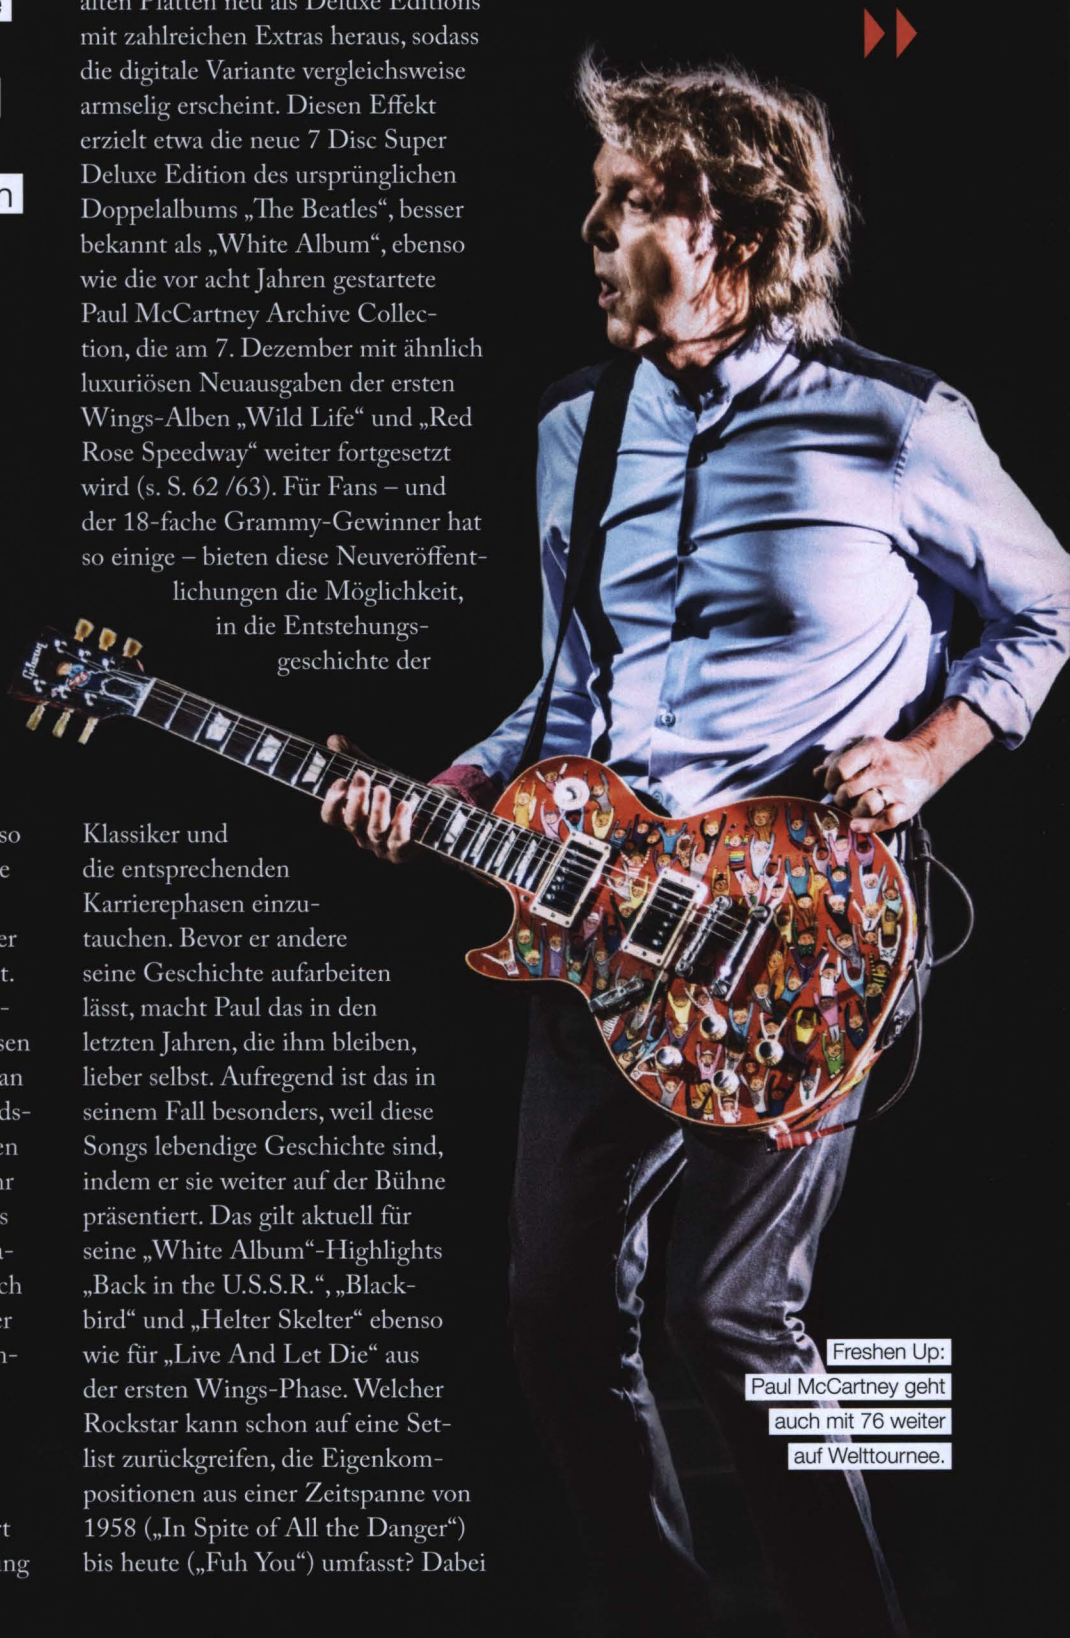 alten Platten neu als Deluxe Editions
mit zahlreichen Extras heraus, sodass
die digitale Variante vergleichsweise
armselig erscheint. Diesen Effekt
erzielt etwa die neue 7 Disc Super
Deluxe Edition des ursprünglichen
Doppelalbums „The Beatles“, besser
bekannt als „White Album“, ebenso
wie die vor acht Jahren gestartete
Paul McCartney Archive Collec-
tion, die am 7. Dezember mit ähnlich
luxuriösen Neuausgaben der ersten
Wings-Alben „Wild Life“ und „Red
Rose Speedway“ weiter fortgesetzt
wird (s. S. 62 /63). Für Fans – und
der 18-fache Grammy-Gewinner hat
so einige – bieten diese Neuveröffent-
lichungen die Möglichkeit,
in die Entstehungs-
geschichte der
Gibson
Klassiker und
die entsprechenden
Karrierephasen einzu-
tauchen. Bevor er andere
seine Geschichte aufarbeiten
lässt, macht Paul das in den
letzten Jahren, die ihm bleiben,
lieber selbst. Aufregend ist das in
seinem Fall besonders, weil diese
Songs lebendige Geschichte sind,
indem er sie weiter auf der Bühne
präsentiert. Das gilt aktuell für
seine „White Album“-Highlights
„Back in the U.S.S.R.“, „Black-
bird“ und „Helter Skelter“ ebenso
wie für „Live And Let Die“ aus
der ersten Wings-Phase. Welcher
Rockstar kann schon auf eine Set-
list zurückgreifen, die Eigenkom-
positionen aus einer Zeitspanne von
1958 („In Spite of All the Danger“)
bis heute („Fuh You“) umfasst? Dabei
Freshen Up:
Paul McCartney geht
auch mit 76 weiter
auf Welttournee.